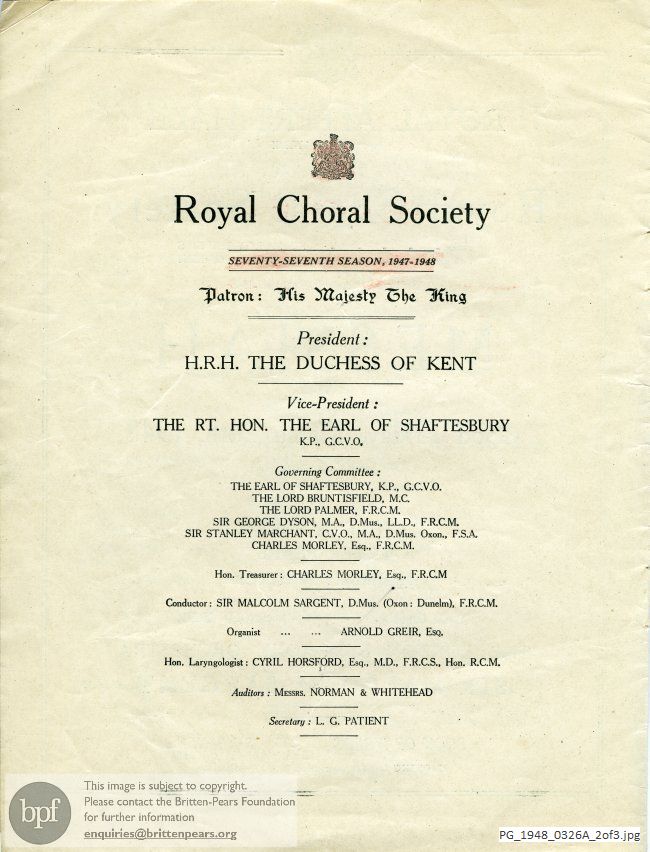 Royal Choral Society
SEVENTY-SEVENTH SEASON, 1947-1948
Patron: His Majesty The King
President:
H.R.H. THE DUCHESS OF KENT
Vice-President:
THE RT. HON. THE EARL OF SHAFTESBURY
K.P., G.C.V.O.
Governing Committee:
THE EARL OF SHAFTESBURY, K.P., G.C.V.O.
THE LORD BRUNTISFIELD, M.C.
THE LORD PALMER, F.R.C.M.
SIR GEORGE DYSON, M.A., D.Mus., LL.D., F.R.C.M.
SIR STANLEY MARCHANT, C.V.O., M.A., D.Mus. Oxon., F.S.A.
CHARLES MORLEY, Esq., F.R.C.M.
Hon. Treasurer: CHARLES MORLEY, Esq., F.R.C.M
Conductor: SIR MALCOLM SARGENT, D.Mus. (Oxon: Dunelm), F.R.C.M.
Organist ... ... ARNOLD GREIR, Esq.
Hon. Laryngologist: CYRIL HORSFORD, Esq., M.D., F.R.C.S., Hon. R.C.M.
Auditors: Messrs. NORMAN & WHITEHEAD
Secretary: L. G. PATIENT
bpf
This image is subject to copyright.
Please contact the Britten-Pears Foundation
for further information
enquiries@brittenpears.org
PG_1948_0326A_2of3.jpg